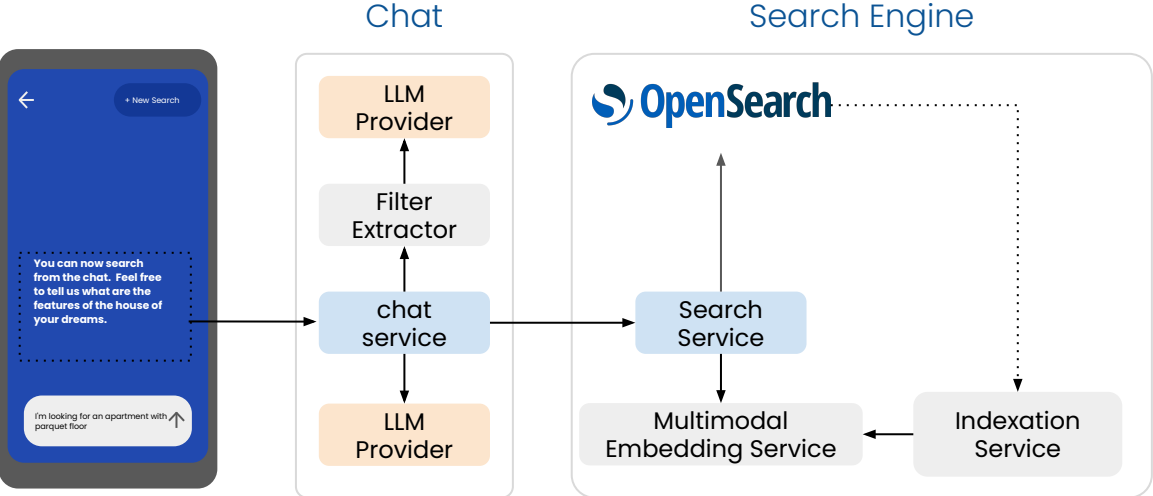 Chat
Search Engine
+ New Search
You can now search
from the chat.  Feel free
to tell us what are the
features of the house of
your dreams.
I'm looking for an apartment with
parquet floor
LLM
Provider
Filter
Extractor
chat
service
LLM
Provider
OpenSearch
Search
Service
Multimodal
Embedding Service
Indexation
Service